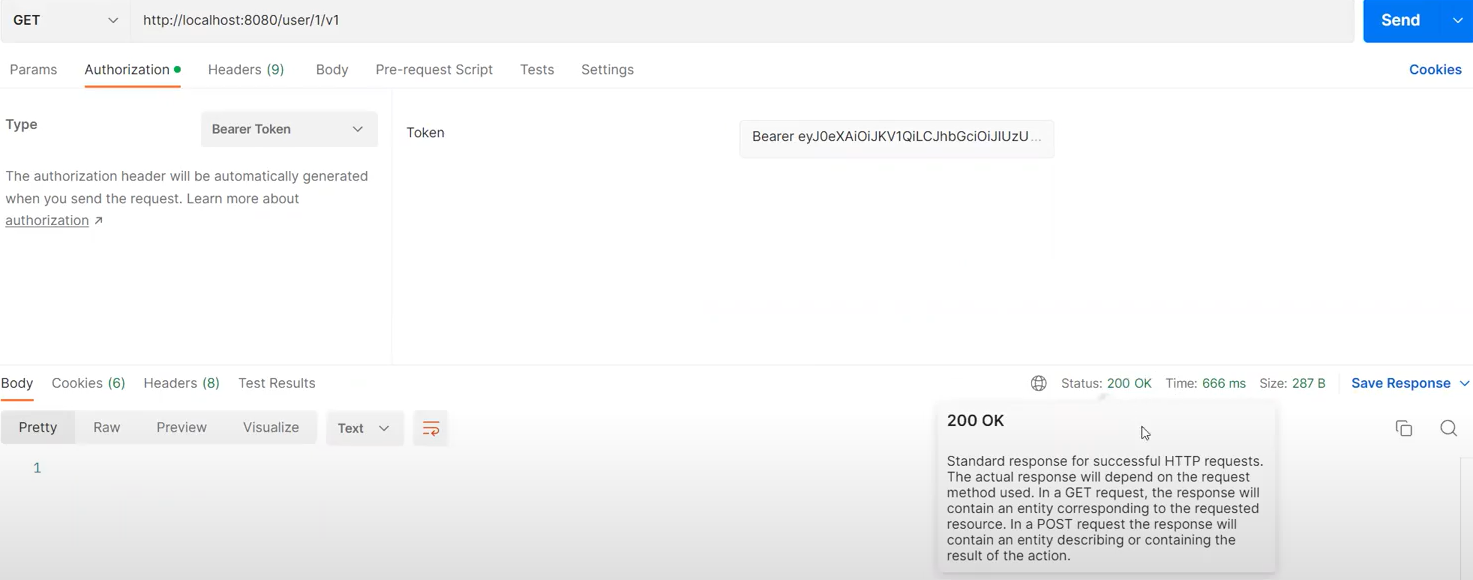 GET http://localhost:8080/user/1/v1 Send
Params Authorization Headers (9) Body Pre-request Script Tests Settings Cookies
Type Bearer Token Token Bearer eyJ0eXAiOiJKV1QiLCJhbGciOiJIUzU...
The authorization header will be automatically generated
when you send the request. Learn more about
authorization ↗
Body Cookies (6) Headers (8) Test Results Status: 200 OK Time: 666 ms Size: 287 B Save Response
Pretty Raw Preview Visualize Text
1
200 OK
Standard response for successful HTTP requests.
The actual response will depend on the request
method used. In a GET request, the response will
contain an entity corresponding to the requested
resource. In a POST request the response will
contain an entity describing or containing the
result of the action.